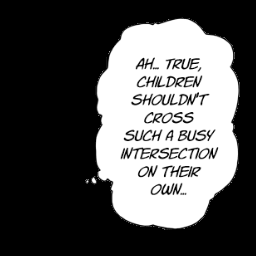 AH... TRUE,
CHILDREN
SHOULDN'T
CROSS
SUCH A BUSY
INTERSECTION
ON THEIR
OWN...